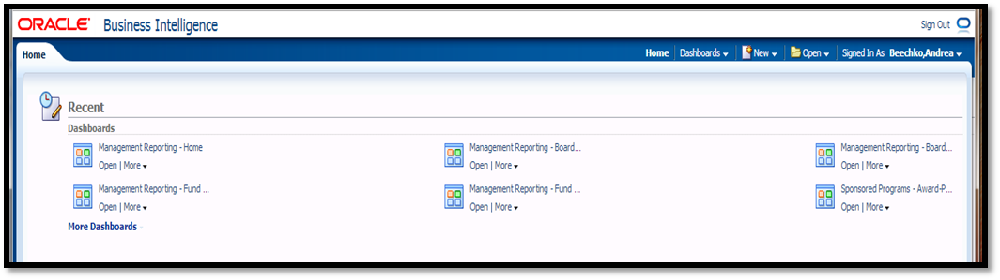 ORACLE Business Intelligence Sign Out
Home Home Dashboards New Open Signed In As Beechko,Andrea
Recent
Dashboards
Management Reporting - Home Management Reporting - Board... Management Reporting - Board...
Open | More Open | More Open | More
Management Reporting - Fund ... Management Reporting - Fund ... Sponsored Programs - Award-P...
Open | More Open | More Open | More
More Dashboards